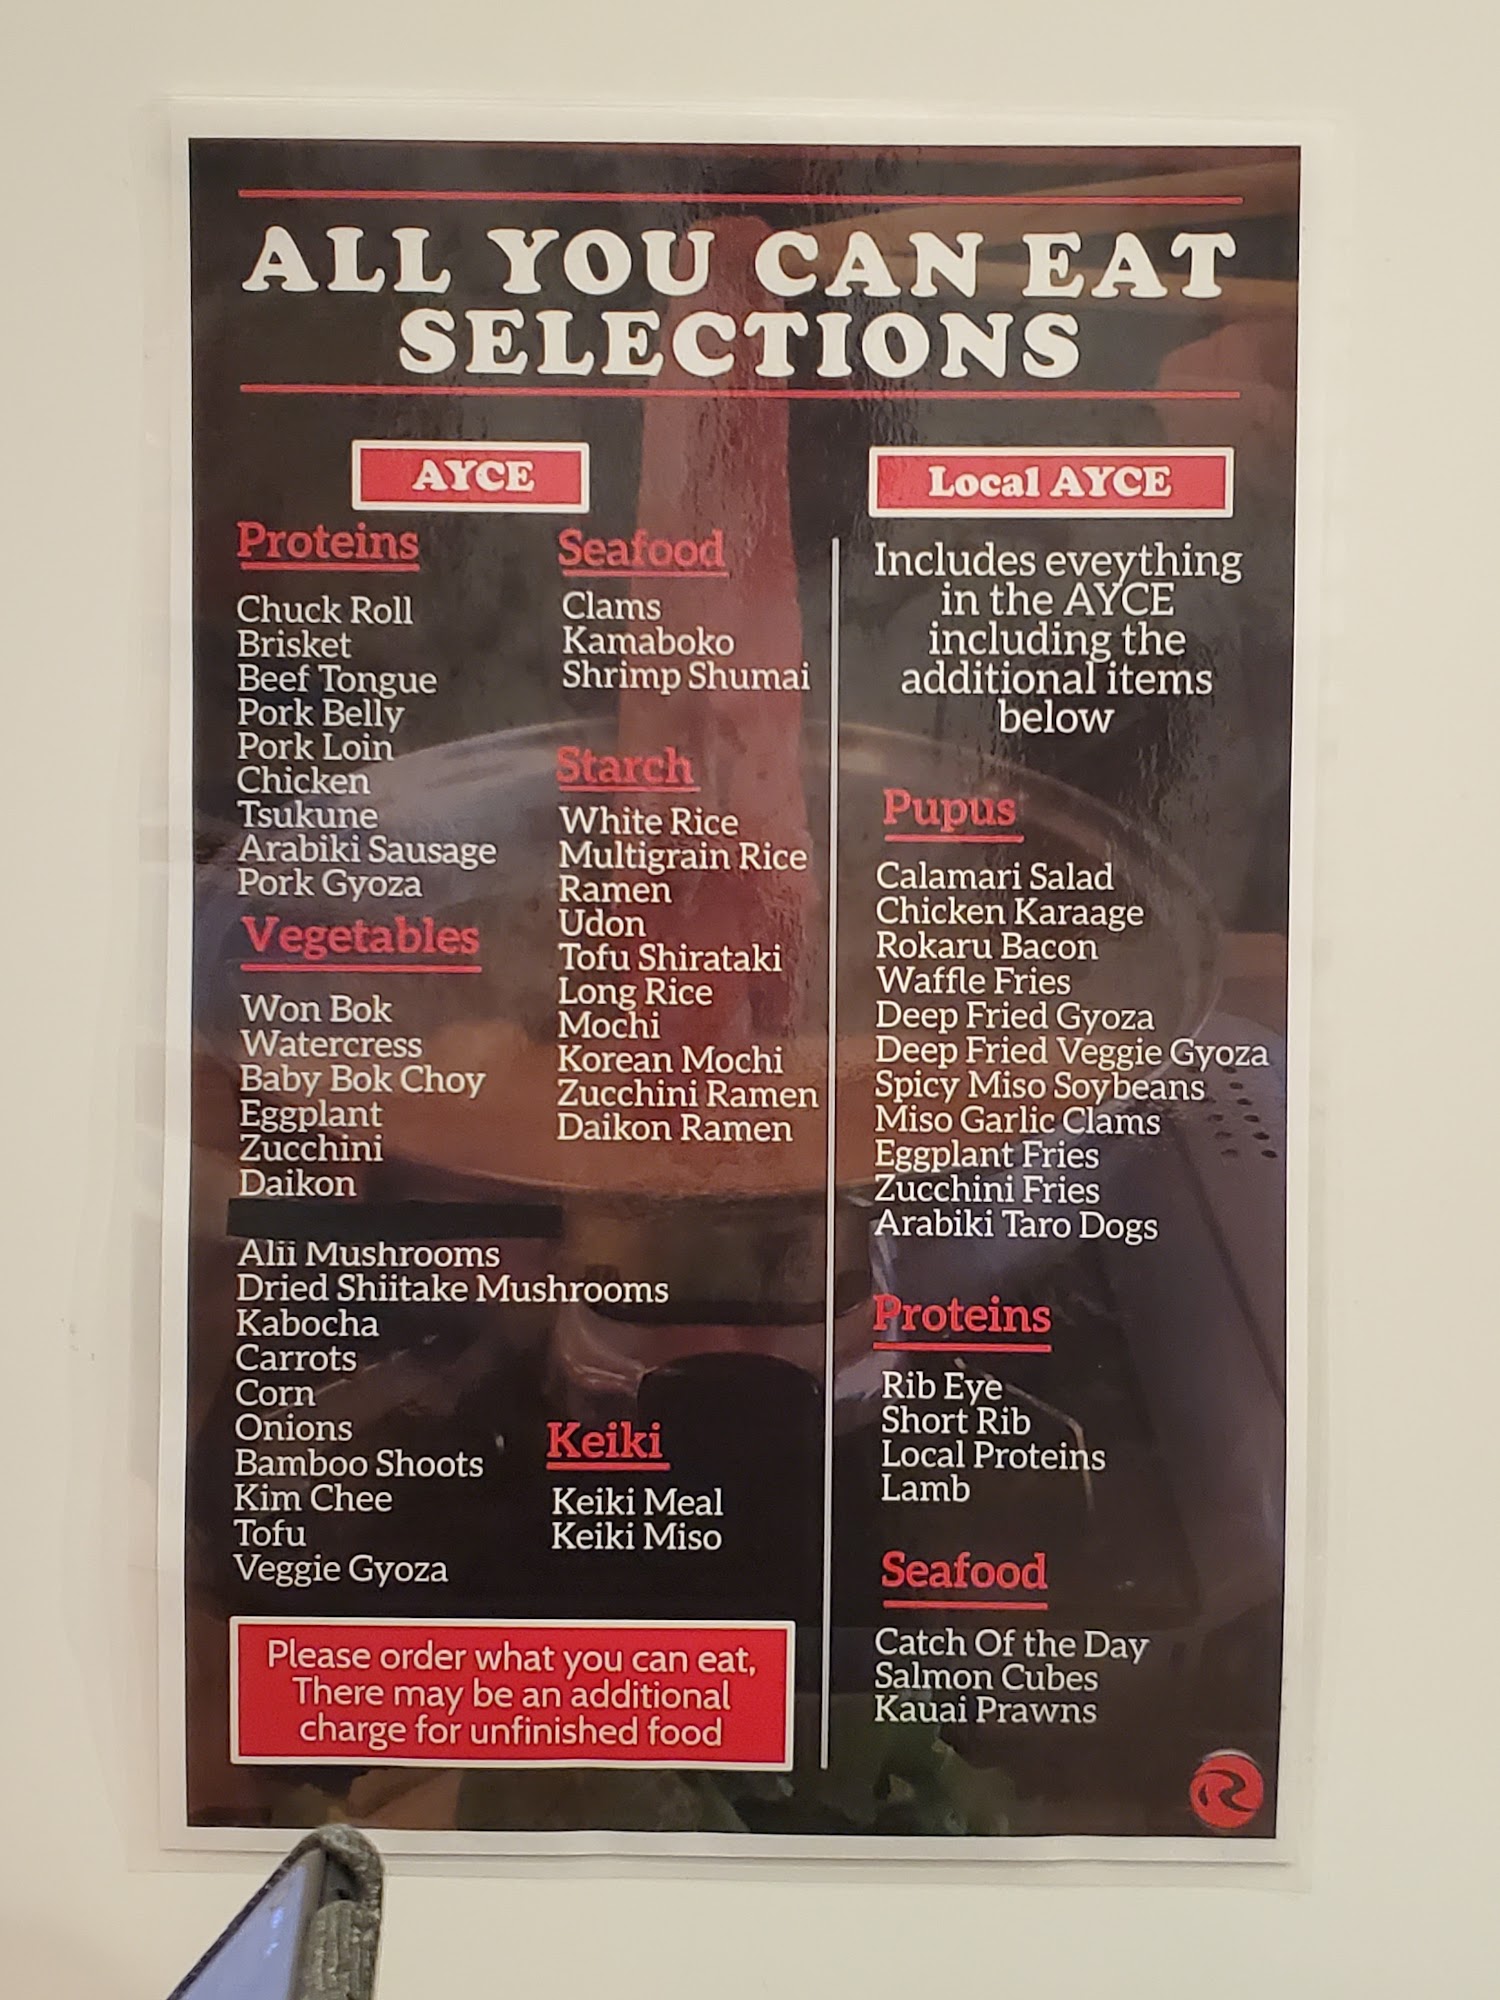 ALL YOU CAN EAT
SELECTIONS
AYCE
Proteins
Chuck Roll
Brisket
Beef Tongue
Pork Belly
Pork Loin
Chicken
Tsukune
Arabiki Sausage
Pork Gyoza
Vegetables
Won Bok
Watercress
Baby Bok Choy
Eggplant
Zucchini
Daikon
Alii Mushrooms
Dried Shiitake Mushrooms
Kabocha
Carrots
Corn
Onions
Bamboo Shoots
Kim Chee
Tofu
Veggie Gyoza
Seafood
Clams
Kamaboko
Shrimp Shumai
Starch
White Rice
Multigrain Rice
Ramen
Udon
Tofu Shirataki
Long Rice
Mochi
Korean Mochi
Zucchini Ramen
Daikon Ramen
Keiki
Keiki Meal
Keiki Miso
Please order what you can eat,
There may be an additional
charge for unfinished food
Local AYCE
Includes eveything
in the AYCE
including the
additional items
below
Pupus
Calamari Salad
Chicken Karaage
Rokaru Bacon
Waffle Fries
Deep Fried Gyoza
Deep Fried Veggie Gyoza
Spicy Miso Soybeans
Miso Garlic Clams
Eggplant Fries
Zucchini Fries
Arabiki Taro Dogs
Proteins
Rib Eye
Short Rib
Local Proteins
Lamb
Seafood
Catch Of the Day
Salmon Cubes
Kauai Prawns
R